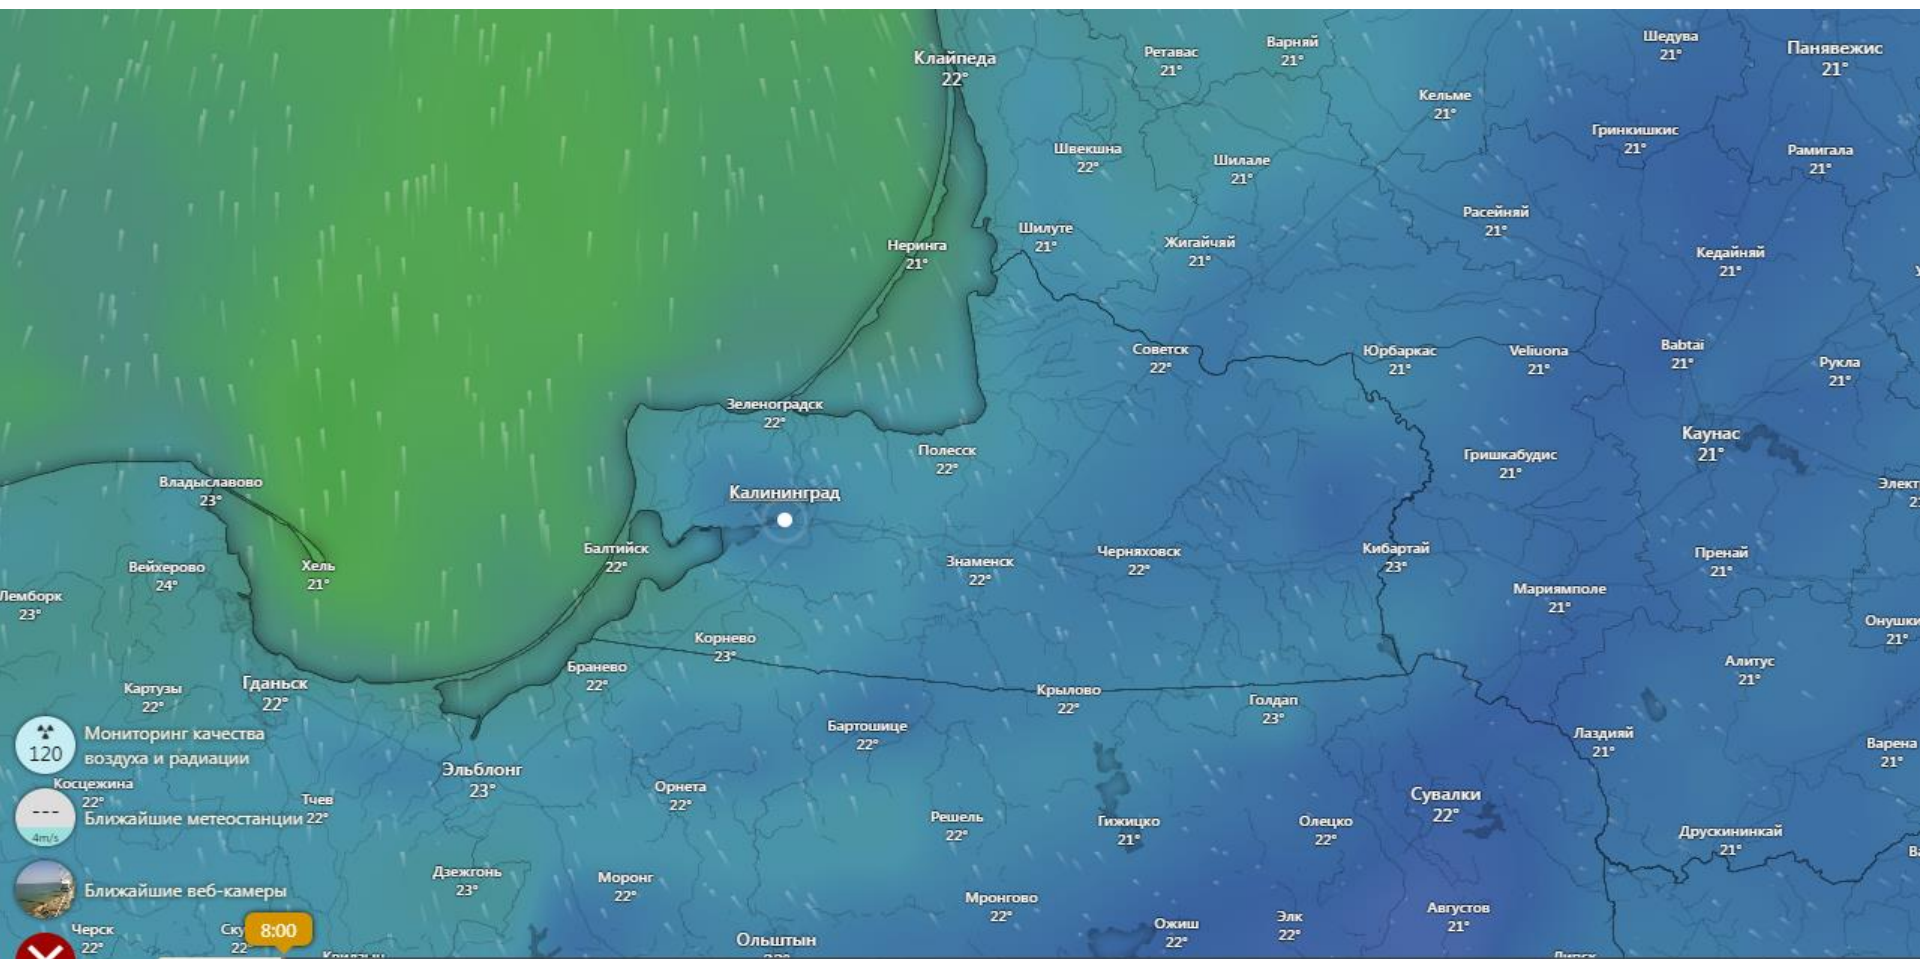 Клайпеда
22°
Ретавас
21°
Варняй
21°
Шедува
21°
Панявежис
21°
Кельме
21°
Гринкишкис
21°
Рамигала
21°
Швекшна
22°
Шилале
21°
Расейняй
21°
Шилуте
21°
Жигайчяй
21°
Неринга
21°
Кедайняй
21°
Советск
22°
Юрбаркас
21°
Veliuona
21°
Babtai
21°
Рукла
21°
Зеленоградск
22°
Полесск
22°
Каунас
21°
Гришкабудис
21°
Владыславово
23°
Калининград
Электр
Балтийск
22°
Знаменск
22°
Черняховск
22°
Кибартай
23°
Пренай
21°
Вейхерово
24°
Хель
21°
Лемборк
23°
Мариямполе
21°
Онушки
21°
Корнево
23°
Бранево
22°
Алитус
21°
Картузы
22°
Гданьск
22°
Крылово
22°
Голдап
23°
Бартошице
22°
Лаздияй
21°
Варена
21°
120
Мониторинг качества
воздуха и радиации
Эльблонг
23°
Косцежина
22°
Тчев
22°
Орнета
22°
Сувалки
22°
---
4m/s
Ближайшие метеостанции
Решель
22°
Гижицко
21°
Олецко
22°
Друскининкай
21°
Дзежгонь
23°
Моронг
22°
Ближайшие веб-камеры
Мронгово
22°
Августов
21°
Ожиш
22°
Элк
22°
Черск
22°
Ску
22°
8:00
Ольштын